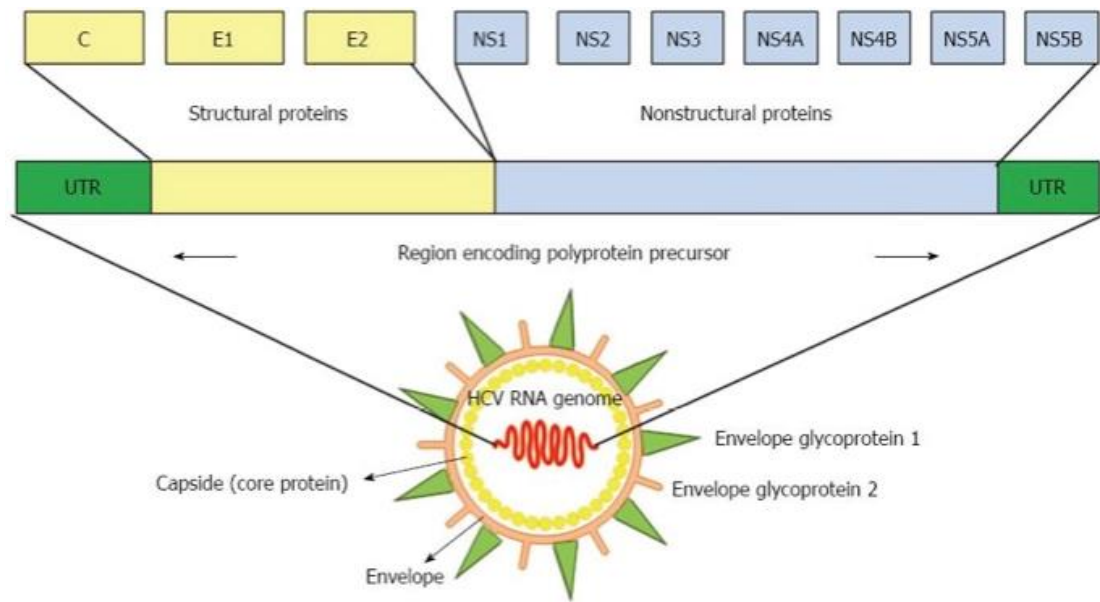 C E1 E2 NS1 NS2 NS3 NS4A NS4B NS5A NS5B
Structural proteins Nonstructural proteins
UTR UTR
Region encoding polyprotein precursor
HCV RNA genome
Envelope glycoprotein 1
Capside (core protein)
Envelope glycoprotein 2
Envelope